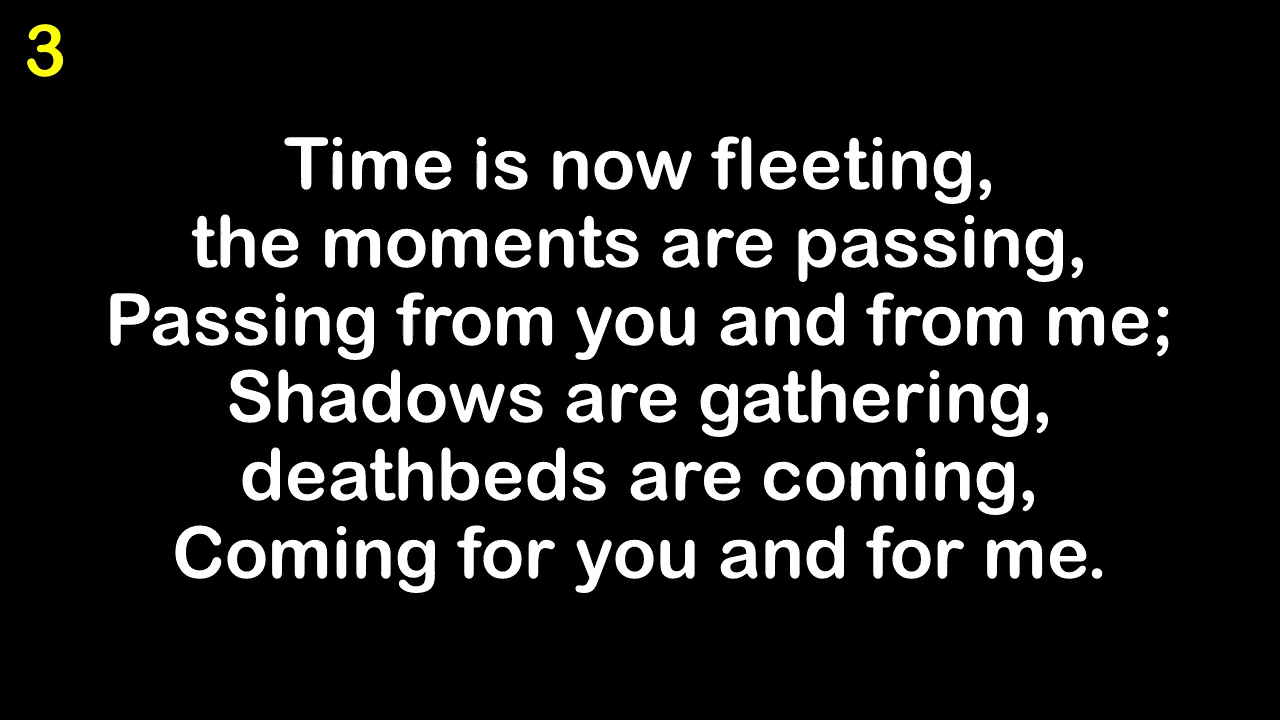 3
Time is now fleeting,
the moments are passing,
Passing from you and from me;
Shadows are gathering,
deathbeds are coming,
Coming for you and for me.